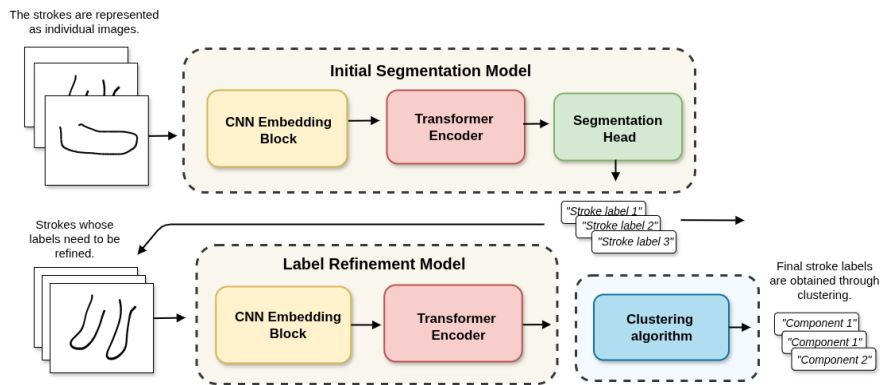 The strokes are represented
as individual images.
Initial Segmentation Model
CNN Embedding
Block
Transformer
Encoder
Segmentation
Head
"Stroke label 1"
"Stroke label 2"
"Stroke label 3"
Strokes whose
labels need to be
refined.
Label Refinement Model
CNN Embedding
Block
Transformer
Encoder
Clustering
algorithm
Final stroke labels
are obtained through
clustering.
"Component 1"
"Component 1"
"Component 2"